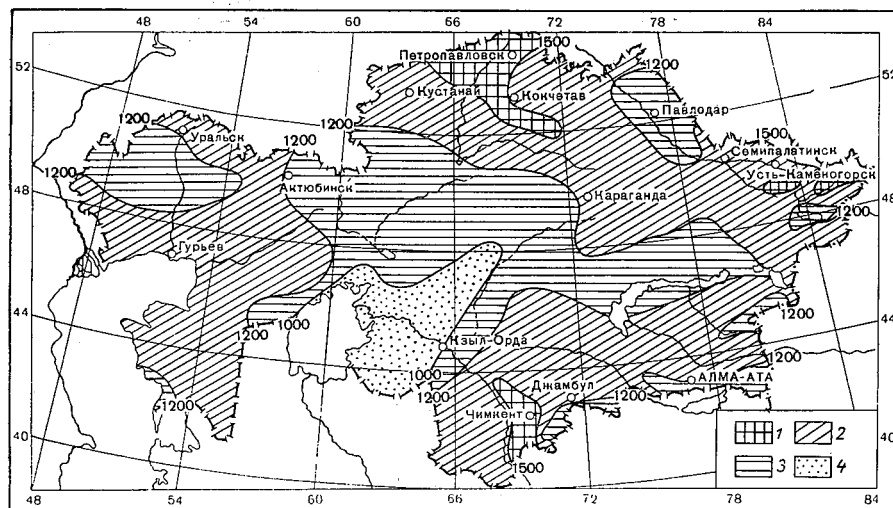 48 54 60 66 72 78 84
52 1500 52
Петропавловск
1200
Кустанай Кокчетав
Павлодар
1200 1200 1200
Уральск
1500
Семипалатинск
48 1200 Актюбинск Караганда Усть-Каменогорск 48
1200
Гурьев
44 1200 1000 1200 44
Кзыл-Орда
1200
1000
1200 Джамбул АЛМА-АТА
1200 1200
Чимкент
40 40
1 2
3 4
1500
48 54 60 66 72 78 84